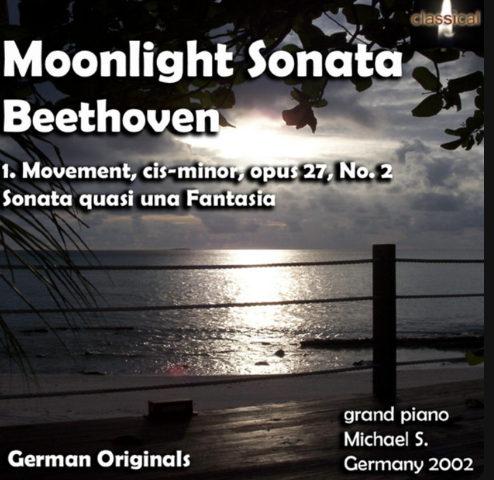 classical
Moonlight Sonata
Beethoven
1. Movement, cis-minor, opus 27, No. 2
Sonata quasi una Fantasia
grand piano
Michael S.
German Originals
Germany 2002